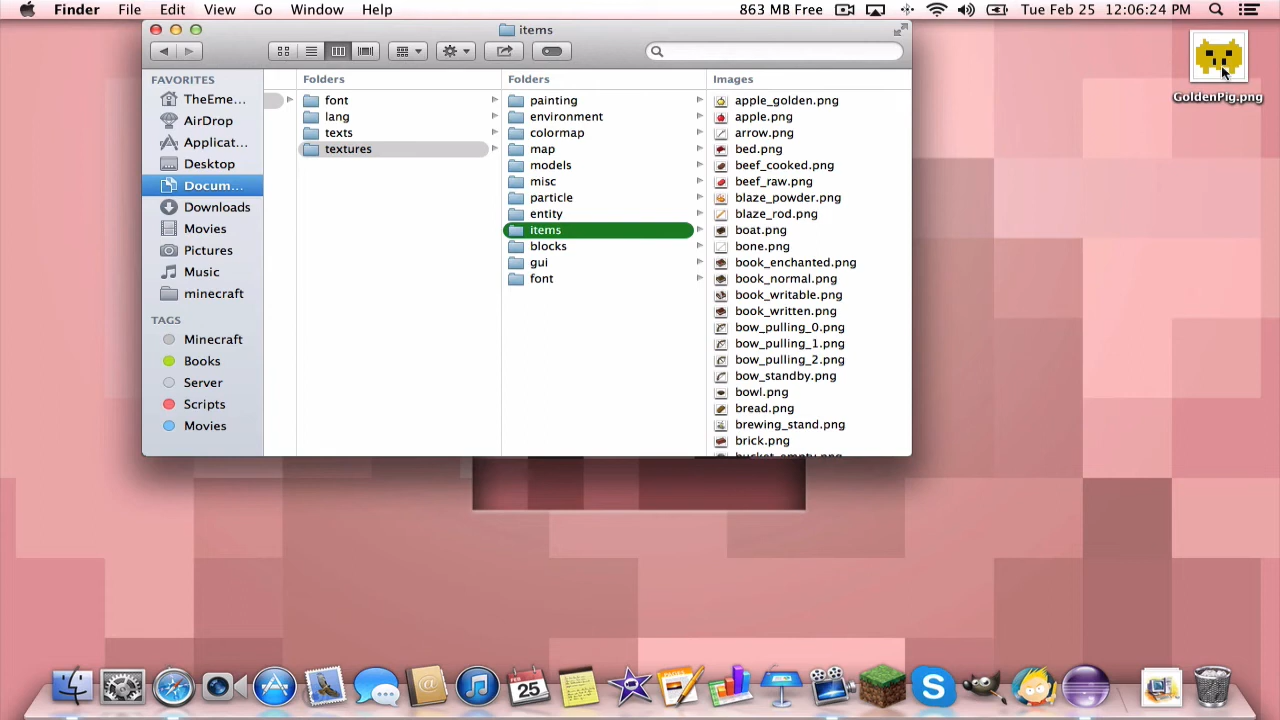 Finder File Edit View Go Window Help 863 MB Free Tue Feb 25 12:06:24 PM
items
FAVORITES
TheEme...
AirDrop
Applicat...
Desktop
Docum...
Downloads
Movies
Pictures
Music
minecraft
TAGS
Minecraft
Books
Server
Scripts
Movies
Folders
font
lang
texts
textures
Folders
painting
environment
colormap
map
models
misc
particle
entity
items
blocks
gui
font
Images
apple_golden.png
apple.png
arrow.png
bed.png
beef_cooked.png
beef_raw.png
blaze_powder.png
blaze_rod.png
boat.png
bone.png
book_enchanted.png
book_normal.png
book_writable.png
book_written.png
bow_pulling_0.png
bow_pulling_1.png
bow_pulling_2.png
bow_standby.png
bowl.png
bread.png
brewing_stand.png
brick.png
bucket_empty.png
GoldenPig.png
25